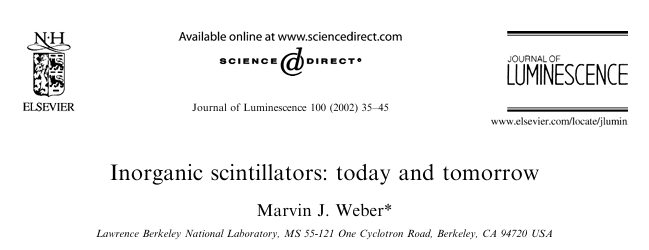 N·H
ELSEVIER
Available online at www.sciencedirect.com
SCIENCE @ DIRECT®
Journal of Luminescence 100 (2002) 35–45
JOURNAL OF
LUMINESCENCE
www.elsevier.com/locate/jlumin
Inorganic scintillators: today and tomorrow
Marvin J. Weber*
Lawrence Berkeley National Laboratory, MS 55-121 One Cyclotron Road, Berkeley, CA 94720 USA